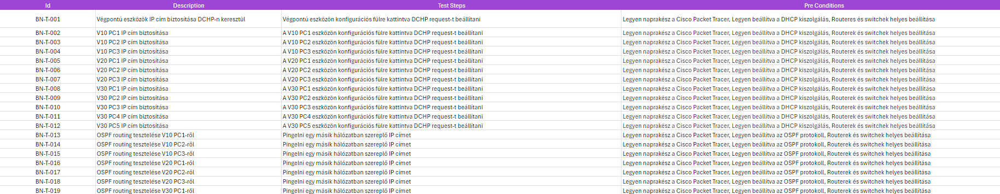 Id Description Test Steps Pre Conditions
BN-T-001 Végpontú eszközök IP cím biztosítása DCHP-n keresztül Végpontú eszközön konfigurációs fülre kattintva DCHP request-t beállítani Legyen naprakész a Cisco Packet Tracer, Legyen beállítva a DHCP kiszolgálás, Routeres és switchek helyes beállítása
BN-T-002 V10 PC1 IP cím biztosítása A V10 PC1 eszközön konfigurációs fülre kattintva DCHP request-t beállítani Legyen naprakész a Cisco Packet Tracer, Legyen beállítva a DHCP kiszolgálás, Routerek és switchek helyes beállítása
BN-T-003 V10 PC2 IP cím biztosítása A V10 PC2 eszközön konfigurációs fülre kattintva DCHP request-t beállítani Legyen naprakész a Cisco Packet Tracer, Legyen beállítva a DHCP kiszolgálás, Routerek és switchek helyes beállítása
BN-T-004 V10 PC3 IP cím biztosítása A V10 PC3 eszközön konfigurációs fülre kattintva DCHP request-t beállítani Legyen naprakész a Cisco Packet Tracer, Legyen beállítva a DHCP kiszolgálás, Routerek és switchek helyes beállítása
BN-T-005 V20 PC1 IP cím biztosítása A V20 PC1 eszközön konfigurációs fülre kattintva DCHP request-t beállítani Legyen naprakész a Cisco Packet Tracer, Legyen beállítva a DHCP kiszolgálás, Routerek és switchek helyes beállítása
BN-T-006 V20 PC2 IP cím biztosítása A V20 PC2 eszközön konfigurációs fülre kattintva DCHP request-t beállítani Legyen naprakész a Cisco Packet Tracer, Legyen beállítva a DHCP kiszolgálás, Routerek és switchek helyes beállítása
BN-T-007 V20 PC3 IP cím biztosítása A V20 PC3 eszközön konfigurációs fülre kattintva DCHP request-t beállítani Legyen naprakész a Cisco Packet Tracer, Legyen beállítva a DHCP kiszolgálás, Routerek és switchek helyes beállítása
BN-T-008 V30 PC1 IP cím biztosítása A V30 PC1 eszközön konfigurációs fülre kattintva DCHP request-t beállítani Legyen naprakész a Cisco Packet Tracer, Legyen beállítva a DHCP kiszolgálás, Routerek és switchek helyes beállítása
BN-T-009 V30 PC2 IP cím biztosítása A V30 PC2 eszközön konfigurációs fülre kattintva DCHP request-t beállítani Legyen naprakész a Cisco Packet Tracer, Legyen beállítva a DHCP kiszolgálás, Routerek és switchek helyes beállítása
BN-T-010 V30 PC3 IP cím biztosítása A V30 PC3 eszközön konfigurációs fülre kattintva DCHP request-t beállítani Legyen naprakész a Cisco Packet Tracer, Legyen beállítva a DHCP kiszolgálás, Routerek és switchek helyes beállítása
BN-T-011 V30 PC4 IP cím biztosítása A V30 PC4 eszközön konfigurációs fülre kattintva DCHP request-t beállítani Legyen naprakész a Cisco Packet Tracer, Legyen beállítva a DHCP kiszolgálás, Routerek és switchek helyes beállítása
BN-T-012 V30 PC5 IP cím biztosítása A V30 PC5 eszközön konfigurációs fülre kattintva DCHP request-t beállítani Legyen naprakész a Cisco Packet Tracer, Legyen beállítva a DHCP kiszolgálás, Routerek és switchek helyes beállítása
BN-T-013 OSPF routing tesztelése V10 PC1-ről Pingelni egy másik hálózatban szereplő IP címet Legyen naprakész a Cisco Packet Tracer, Legyen beállítva az OSPF protokoll, Routerek és switchek helyes beállítása
BN-T-014 OSPF routing tesztelése V10 PC2-ről Pingelni egy másik hálózatban szereplő IP címet Legyen naprakész a Cisco Packet Tracer, Legyen beállítva az OSPF protokoll, Routerek és switchek helyes beállítása
BN-T-015 OSPF routing tesztelése V10 PC3-ről Pingelni egy másik hálózatban szereplő IP címet Legyen naprakész a Cisco Packet Tracer, Legyen beállítva az OSPF protokoll, Routerek és switchek helyes beállítása
BN-T-016 OSPF routing tesztelése V20 PC1-ről Pingelni egy másik hálózatban szereplő IP címet Legyen naprakész a Cisco Packet Tracer, Legyen beállítva az OSPF protokoll, Routerek és switchek helyes beállítása
BN-T-017 OSPF routing tesztelése V20 PC2-ről Pingelni egy másik hálózatban szereplő IP címet Legyen naprakész a Cisco Packet Tracer, Legyen beállítva az OSPF protokoll, Routerek és switchek helyes beállítása
BN-T-018 OSPF routing tesztelése V20 PC3-ről Pingelni egy másik hálózatban szereplő IP címet Legyen naprakész a Cisco Packet Tracer, Legyen beállítva az OSPF protokoll, Routerek és switchek helyes beállítása
BN-T-019 OSPF routing tesztelése V30 PC1-ről Pingelni egy másik hálózatban szereplő IP címet Legyen naprakész a Cisco Packet Tracer, Legyen beállítva az OSPF protokoll, Routerek és switchek helyes beállítása